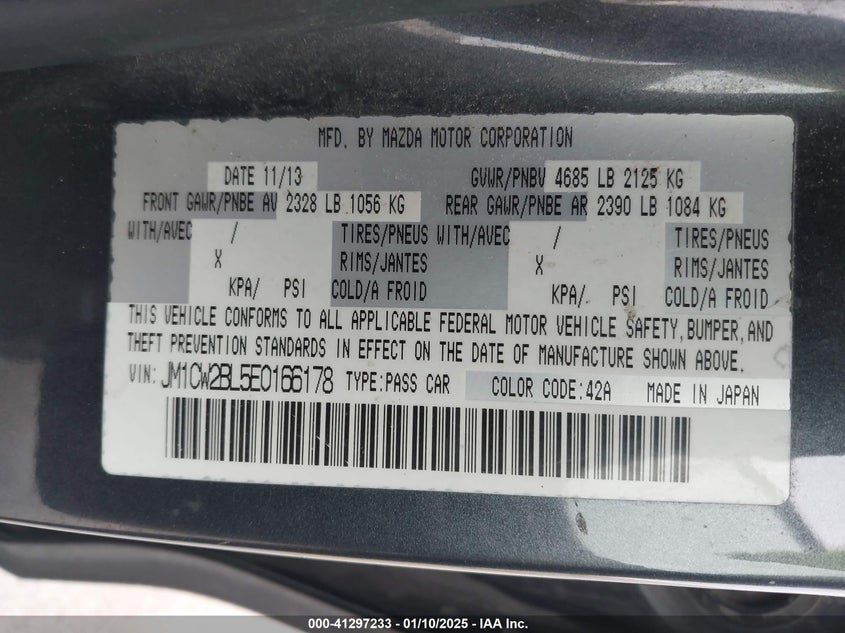 MFD. BY MAZDA MOTOR CORPORATION
DATE 11/13 GVWR/PNBV 4685 LB 2125 KG
FRONT GAWR/PNBE AV 2328 LB 1056 KG REAR GAWR/PNBE AR 2390 LB 1084 KG
WITH/AVEC / TIRES/PNEUS WITH/AVEC / TIRES/PNEUS
X RIMS/JANTES X RIMS/JANTES
KPA/ PSI COLD/A FROID KPA/ PSI COLD/A FROID
THIS VEHICLE CONFORMS TO ALL APPLICABLE FEDERAL MOTOR VEHICLE SAFETY, BUMPER, AND
THEFT PREVENTION STANDARDS IN EFFECT ON THE DATE OF MANUFACTURE SHOWN ABOVE.
VIN: JM1CW2BL5E0166178 TYPE:PASS CAR COLOR CODE:42A MADE IN JAPAN
000-41297233 - 01/10/2025 - IAA Inc.